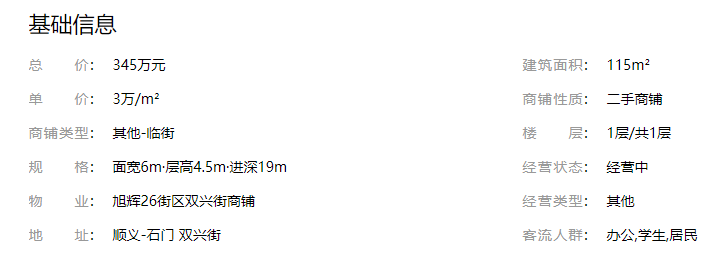 基础信息
总 价： 345万元 建筑面积： 115m²
单 价： 3万/m² 商铺性质： 二手商铺
商铺类型： 其他-临街 楼 层： 1层/共1层
规 格： 面宽6m·层高4.5m·进深19m 经营状态： 经营中
物 业： 旭辉26街区双兴街商铺 经营类型： 其他
地 址： 顺义-石门 双兴街 客流人群： 办公,学生,居民